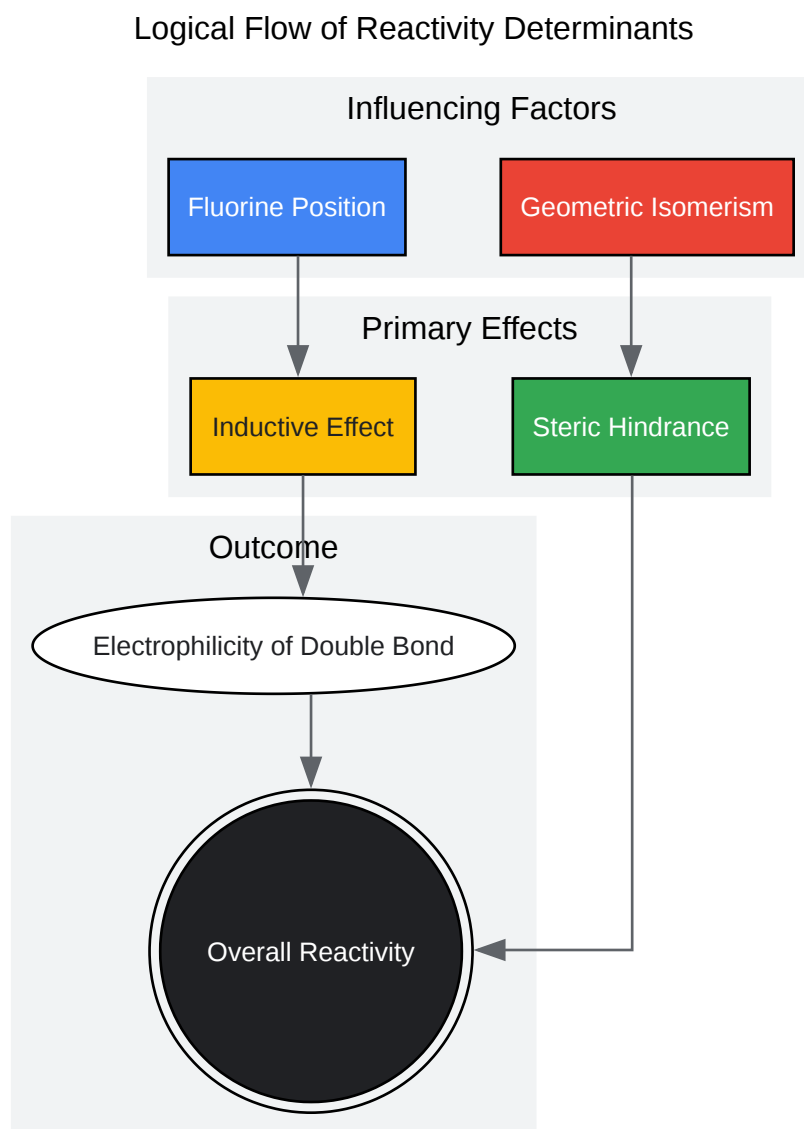 Logical Flow of Reactivity Determinants
Influencing Factors
Fluorine Position
Geometric Isomerism
Primary Effects
Inductive Effect
Steric Hindrance
Outcome
Electrophilicity of Double Bond
Overall Reactivity